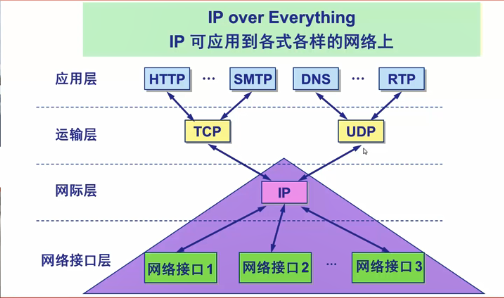 IP over Everything
IP 可应用到各式各样的网络上
应用层 HTTP ··· SMTP DNS ··· RTP
运输层 TCP UDP
网际层 IP
网络接口层 网络接口1 网络接口2 ··· 网络接口3